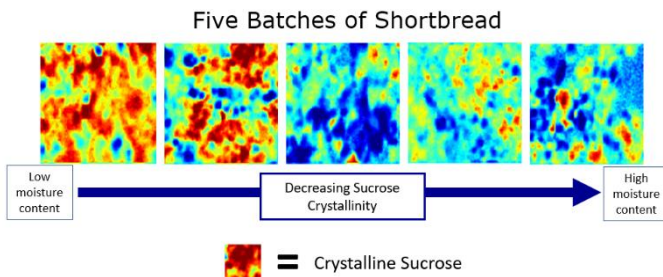 Five Batches of Shortbread
Low
moisture
content
Decreasing Sucrose
Crystallinity
High
moisture
content
= Crystalline Sucrose